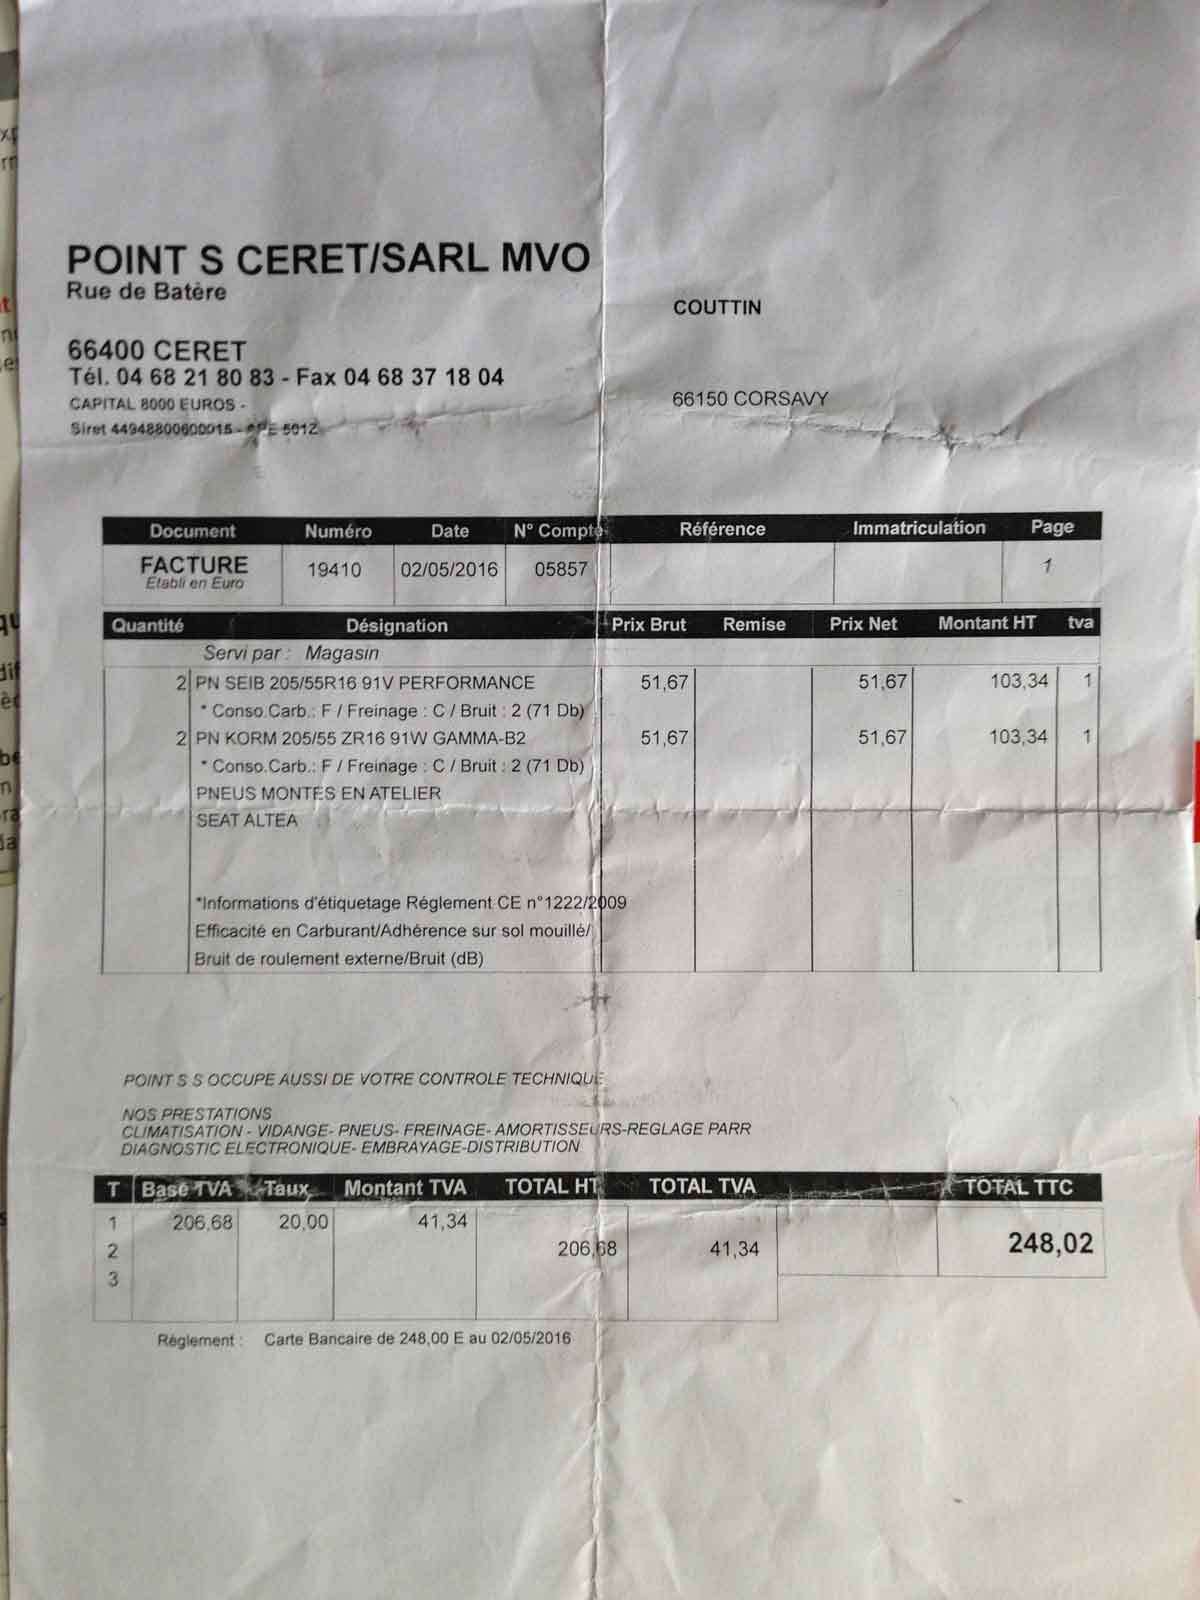 POINT S CERET/SARL MVO
Rue de Batère
COUTTIN
66400 CERET
Tél. 04 68 21 80 83 - Fax 04 68 37 18 04
66150 CORSAVY
CAPITAL 8000 EUROS -
Siret 44948800600015 -
Document Numéro Date N° Compte Référence Immatriculation Page
FACTURE 19410 02/05/2016 05857 1
Etabli en Euro
Quantité Désignation Prix Brut Remise Prix Net Montant HT tva
Servi par : Magasin
2 PN SEIB 205/55R16 91V PERFORMANCE 51,67 51,67 103,34 1
* Conso.Carb.: F / Freinage : C / Bruit : 2 (71 Db)
2 PN KORM 205/55 ZR16 91W GAMMA-B2 51,67 51,67 103,34 1
* Conso.Carb.: F / Freinage : C / Bruit : 2 (71 Db)
PNEUS MONTES EN ATELIER
SEAT ALTEA
*Informations d'étiquetage Réglement CE n°1222/2009
Efficacité en Carburant/Adhérence sur sol mouillé/
Bruit de roulement externe/Bruit (dB)
POINT S S OCCUPE AUSSI DE VOTRE CONTROLE TECHNIQUE
NOS PRESTATIONS
CLIMATISATION - VIDANGE- PNEUS- FREINAGE- AMORTISSEURS-REGLAGE PARR
DIAGNOSTIC ELECTRONIQUE- EMBRAYAGE-DISTRIBUTION
T Base TVA Taux Montant TVA TOTAL HT TOTAL TVA TOTAL TTC
1 206,68 20,00 41,34
2 206,68 41,34 248,02
3
Réglement : Carte Bancaire de 248,00 E au 02/05/2016